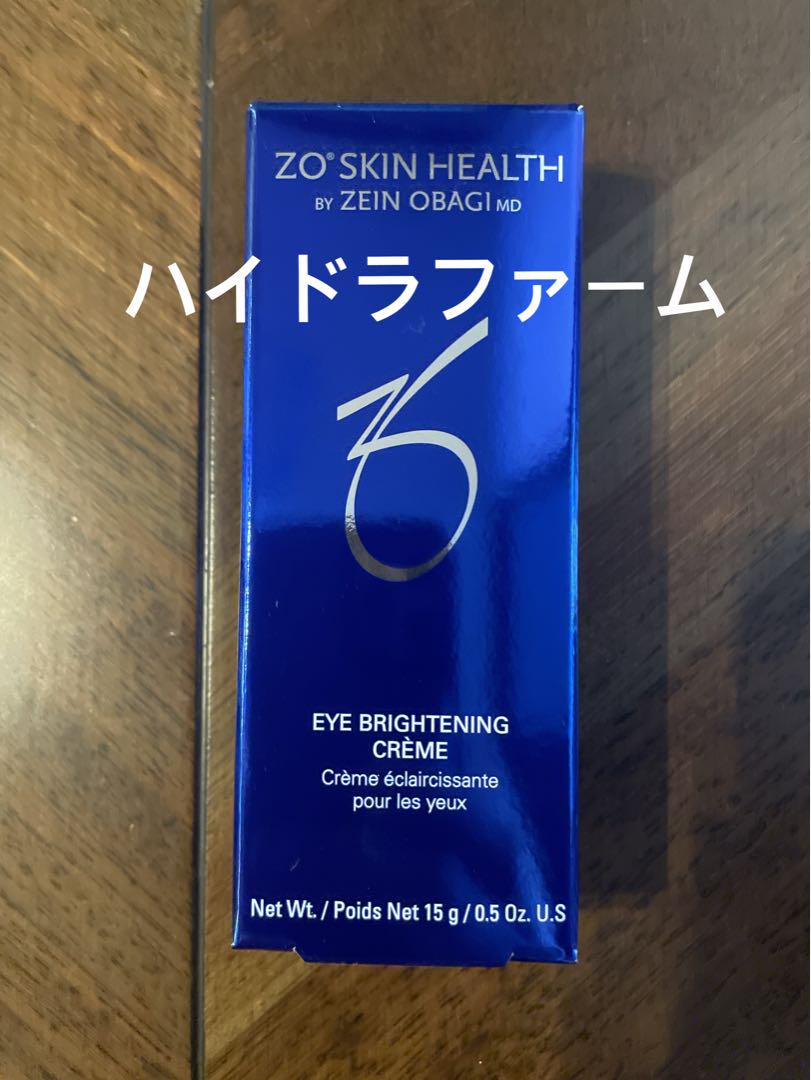 ZO® SKIN HEALTH
BY ZEIN OBAGI MD
ハイドラファーム
EYE BRIGHTENING
CRÈME
Crème éclaircissante
pour les yeux
Net Wt. / Poids Net 15 g / 0.5 Oz. U.S